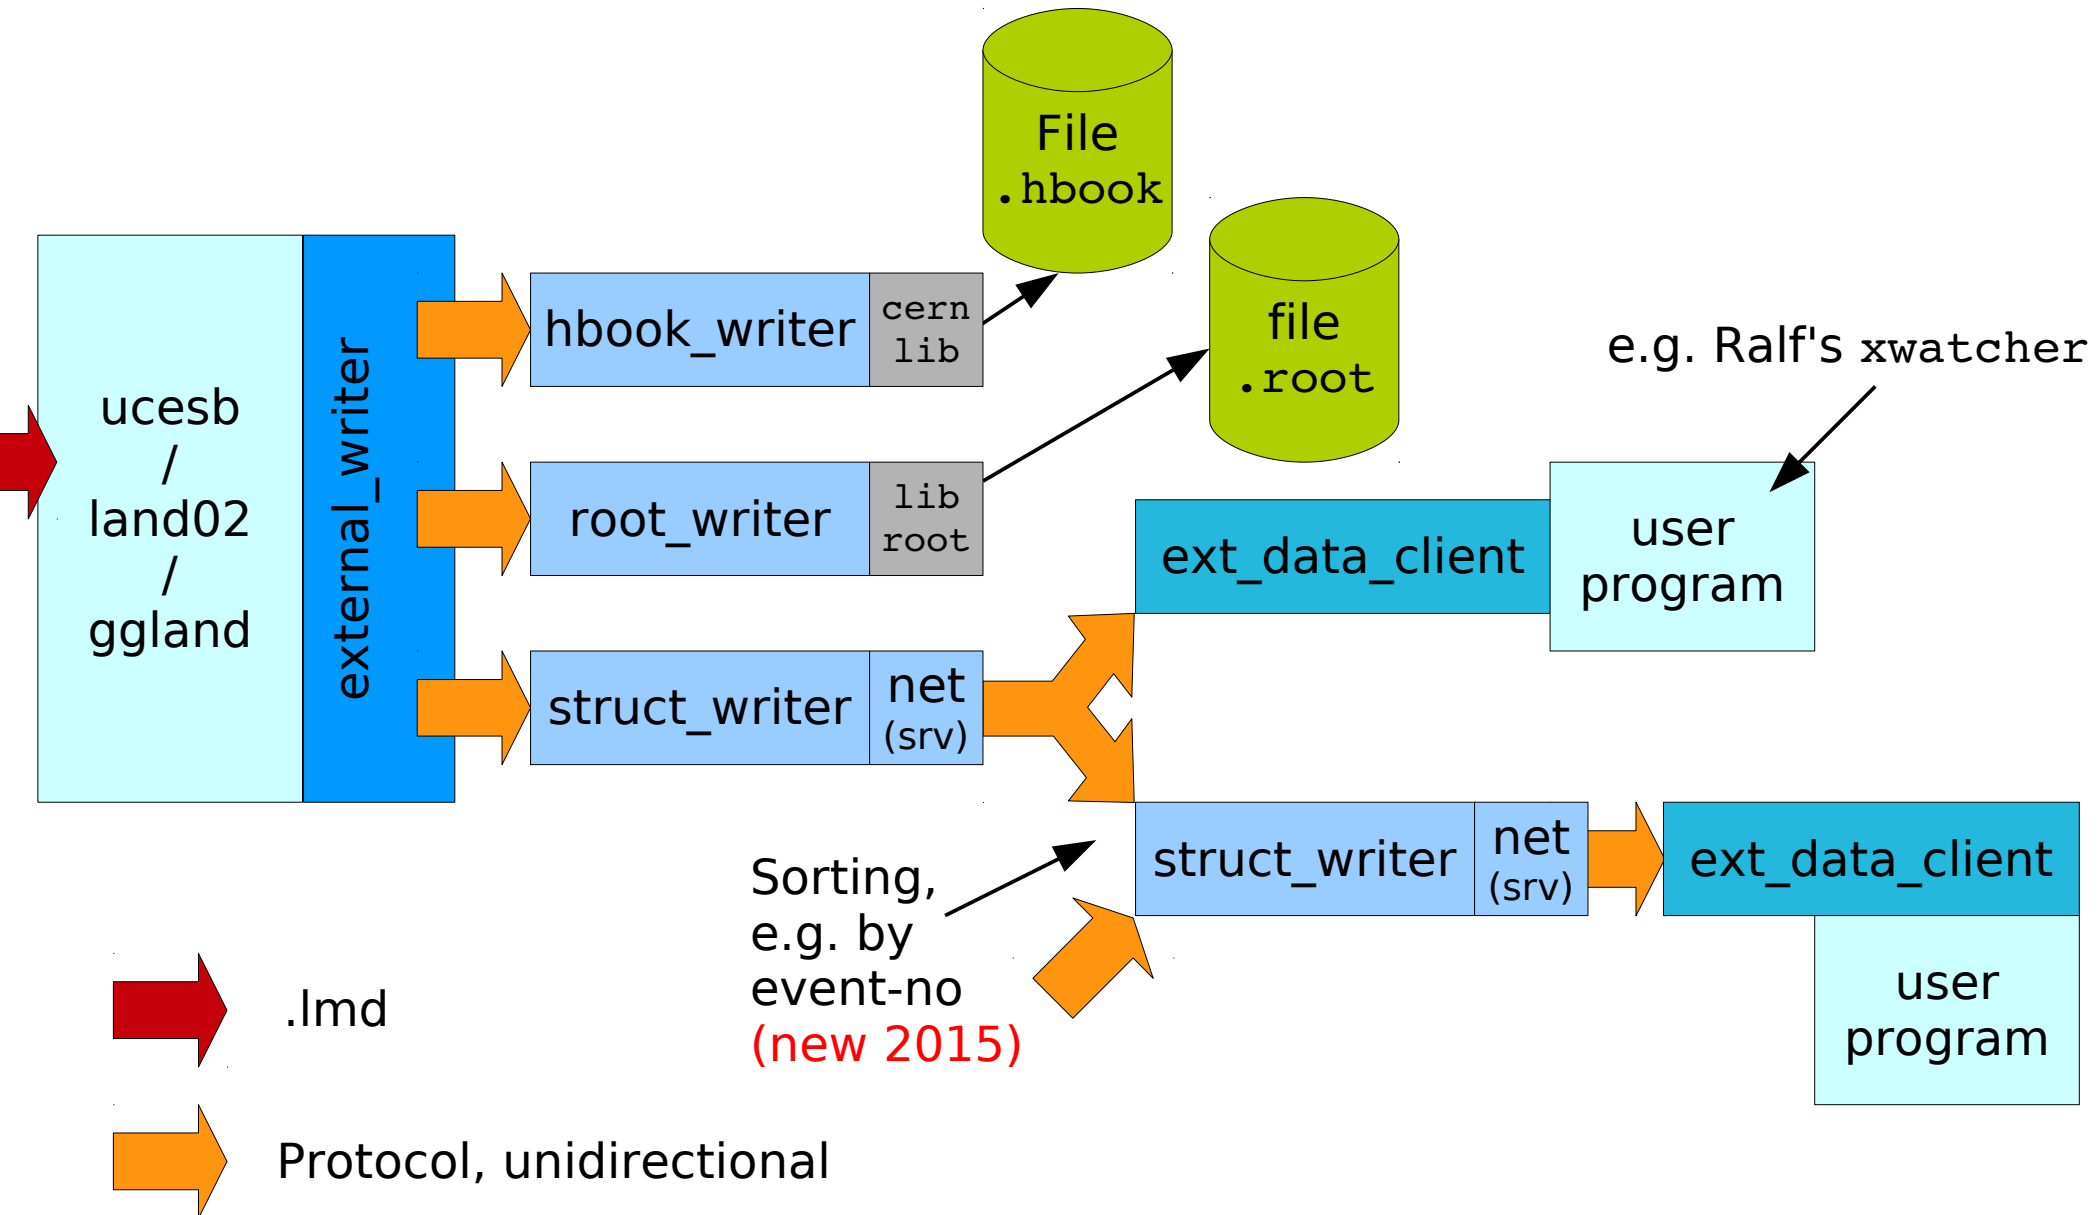 File
.hbook
file
.root
e.g. Ralf's xwatcher
ucesb
/
land02
/
ggland
external_writer
hbook_writer
cern
lib
root_writer
lib
root
struct_writer
net
(srv)
ext_data_client
user
program
Sorting,
e.g. by
event-no
(new 2015)
struct_writer
net
(srv)
ext_data_client
user
program
.lmd
Protocol, unidirectional